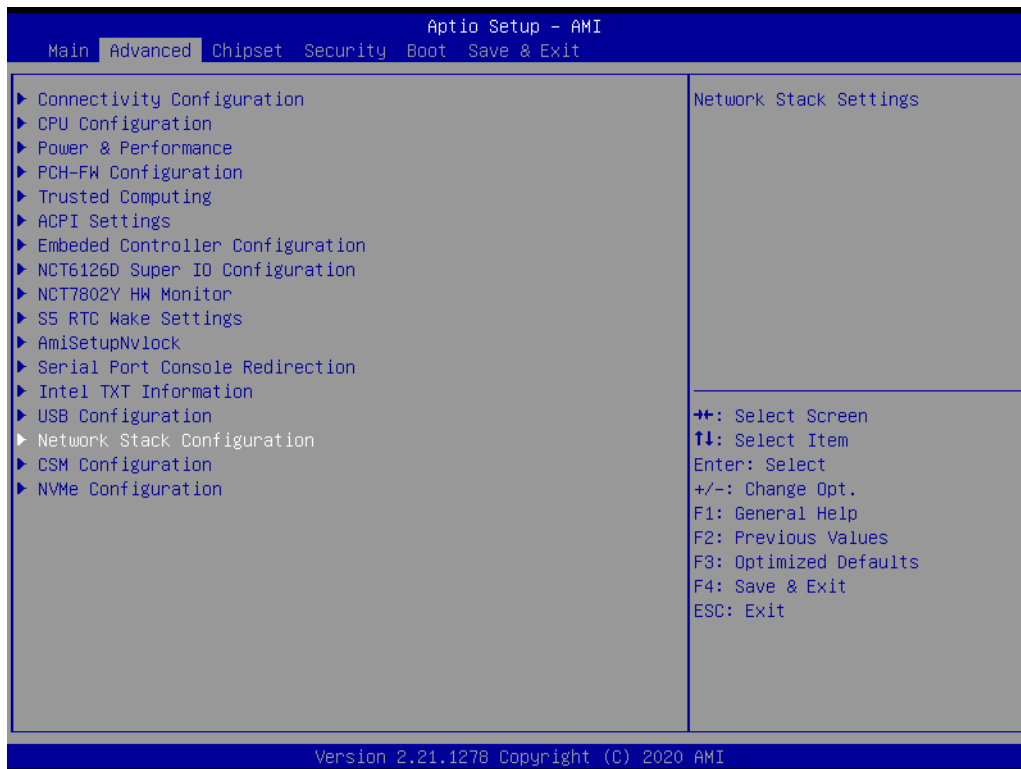 Aptio Setup – AMI
Main Advanced Chipset Security Boot Save & Exit
▶ Connectivity Configuration
▶ CPU Configuration
▶ Power & Performance
▶ PCH-FW Configuration
▶ Trusted Computing
▶ ACPI Settings
▶ Embeded Controller Configuration
▶ NCT6126D Super IO Configuration
▶ NCT7802Y HW Monitor
▶ S5 RTC Wake Settings
▶ AmiSetupNvlock
▶ Serial Port Console Redirection
▶ Intel TXT Information
▶ USB Configuration
▶ Network Stack Configuration
▶ CSM Configuration
▶ NVMe Configuration
Network Stack Settings
→←: Select Screen
↑↓: Select Item
Enter: Select
+/-: Change Opt.
F1: General Help
F2: Previous Values
F3: Optimized Defaults
F4: Save & Exit
ESC: Exit
Version 2.21.1278 Copyright (C) 2020 AMI